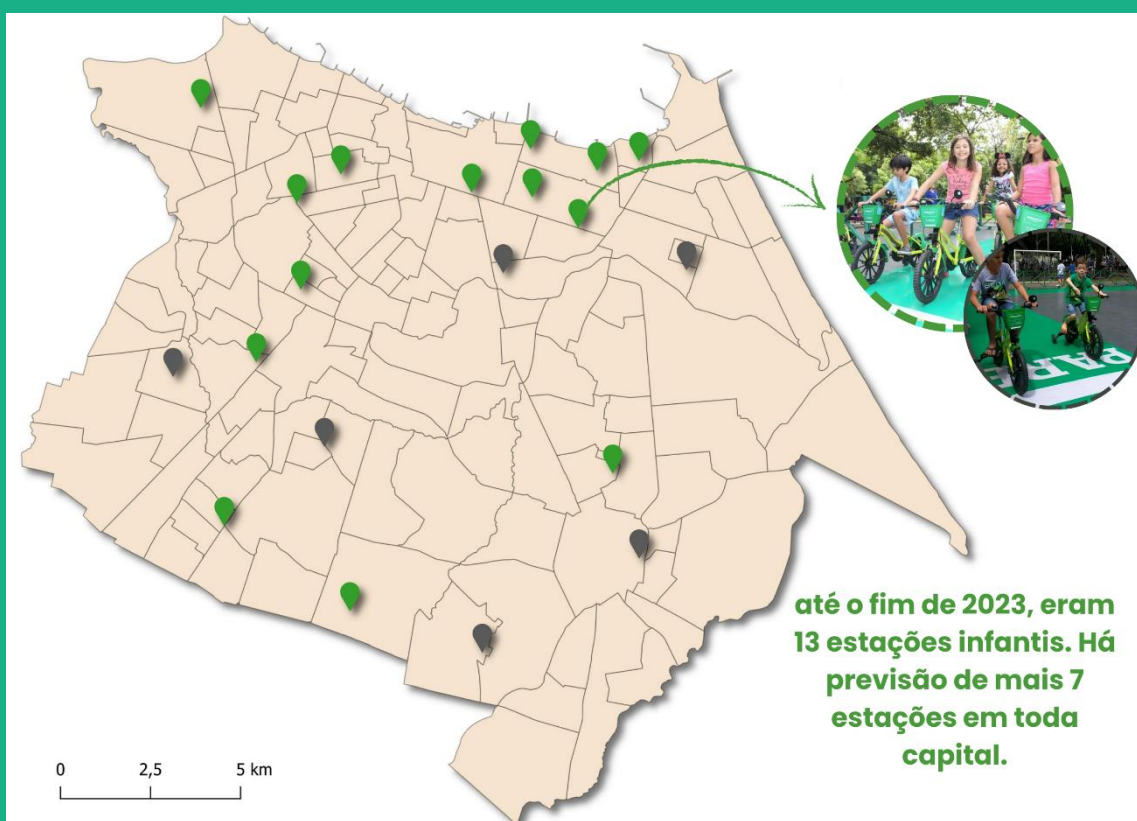 até o fim de 2023, eram
13 estações infantis. Há
previsão de mais 7
estações em toda
capital.
0 2,5 5 km